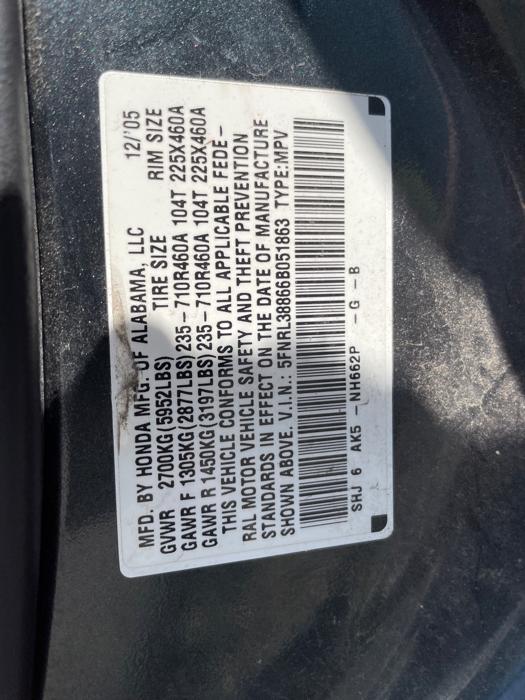 MFD. BY HONDA MFG. OF ALABAMA, LLC 12/'05
GVWR 2700KG(5952LBS) TIRE SIZE RIM SIZE
GAWR F 1305KG(2877LBS)235-710R460A 104T 225X460A
GAWR R 1450KG(3197LBS)235-710R460A 104T 225X460A
THIS VEHICLE CONFORMS TO ALL APPLICABLE FEDE-
RAL MOTOR VEHICLE SAFETY AND THEFT PREVENTION
STANDARDS IN EFFECT ON THE DATE OF MANUFACTURE
SHOWN ABOVE. V.I.N.: 5FNRL38866B051863 TYPE:MPV
SHJ 6 AK5 -NH662P -G -B